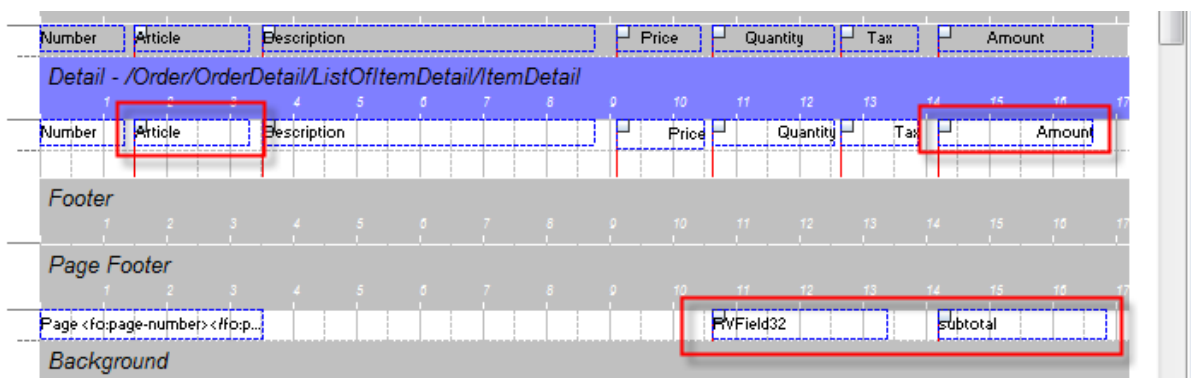 Number Article Description Price Quantity Tax Amount
Detail - /Order/OrderDetail/ListOfItemDetail/ItemDetail
1 2 3 4 5 6 7 8 9 10 11 12 13 14 15 16 17
Number Article Description Price Quantity Tax Amount
Footer
1 2 3 4 5 6 7 8 9 10 11 12 13 14 15 16 17
Page Footer
1 2 3 4 5 6 7 8 9 10 11 12 13 14 15 16 17
Page <fo:page-number></fo:p... RVField32 subtotal
Background